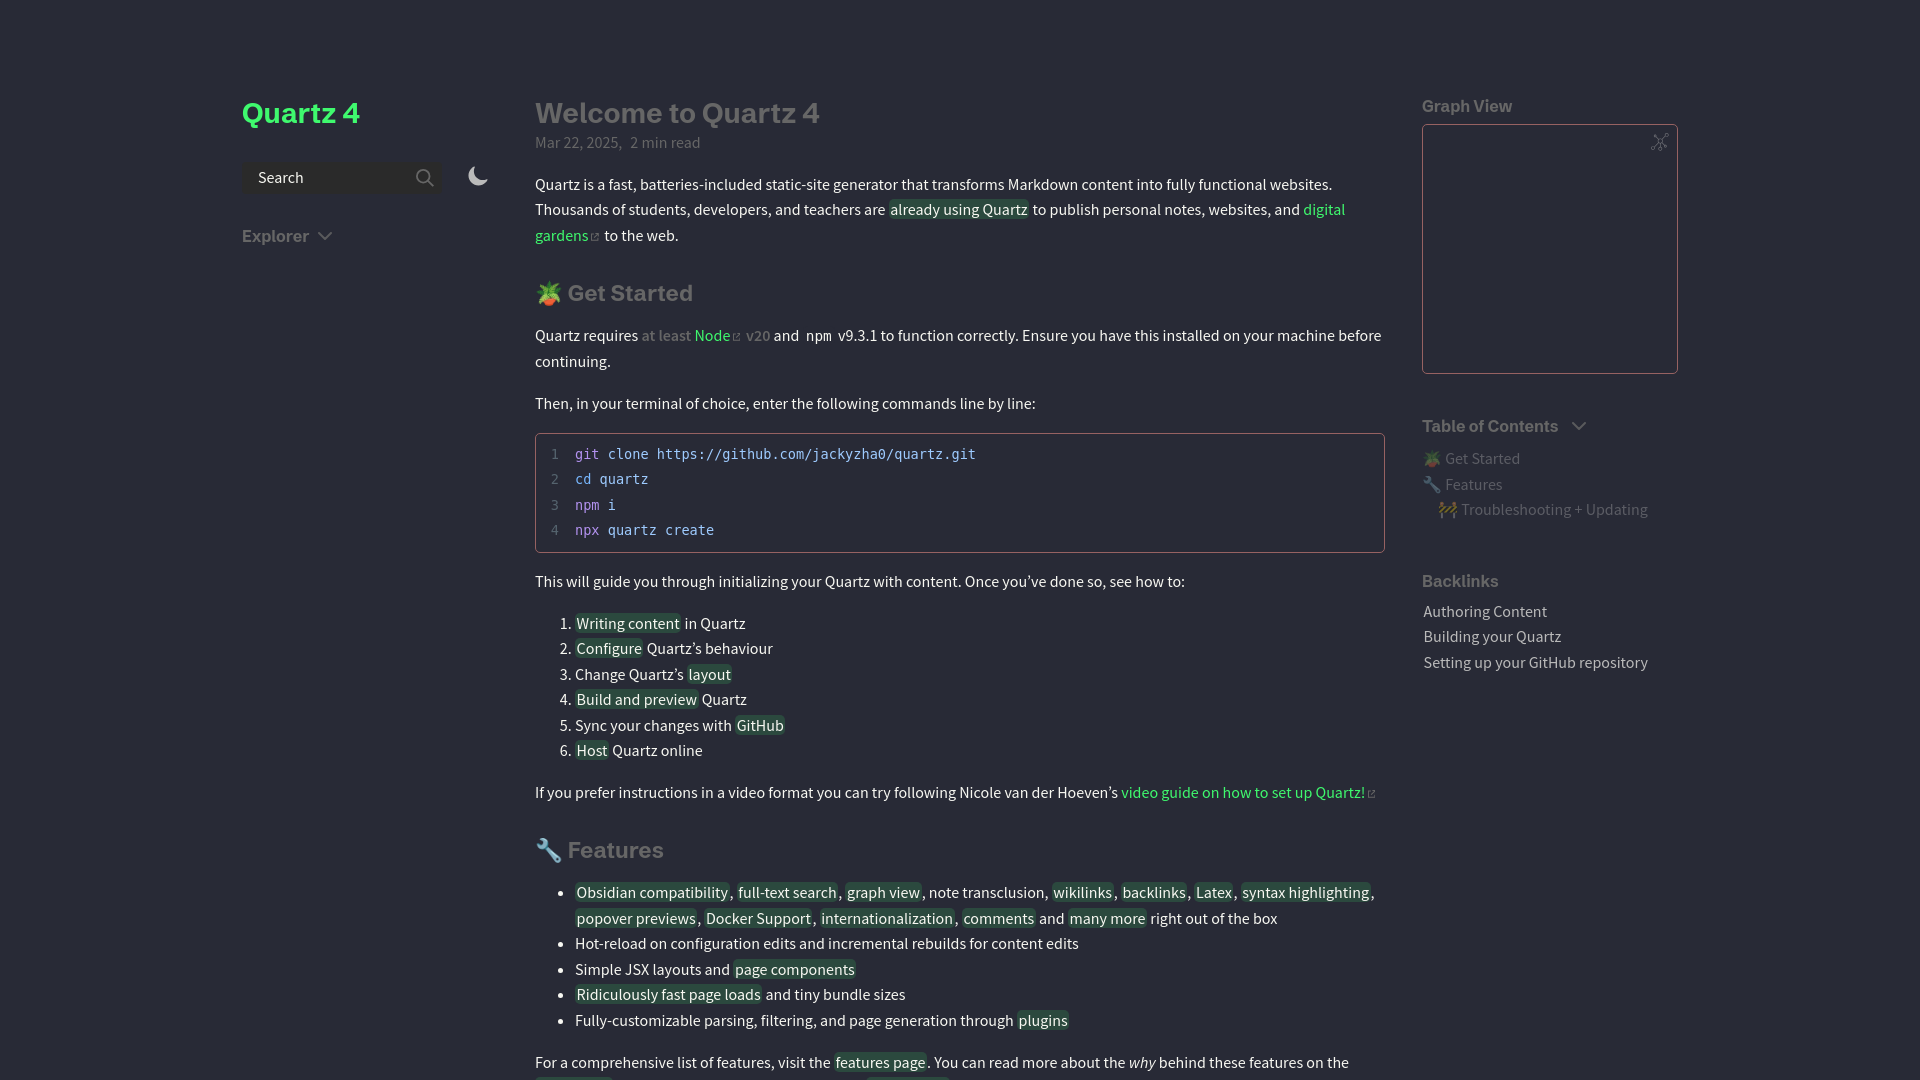 Quartz 4
Search
Explorer
Welcome to Quartz 4
Mar 22, 2025, 2 min read
Quartz is a fast, batteries-included static-site generator that transforms Markdown content into fully functional websites.
Thousands of students, developers, and teachers are already using Quartz to publish personal notes, websites, and digital
gardens to the web.
🪴 Get Started
Quartz requires at least Node v20 and npm v9.3.1 to function correctly. Ensure you have this installed on your machine before
continuing.
Then, in your terminal of choice, enter the following commands line by line:
1 git clone https://github.com/jackyzha0/quartz.git
2 cd quartz
3 npm i
4 npx quartz create
This will guide you through initializing your Quartz with content. Once you’ve done so, see how to:
1. Writing content in Quartz
2. Configure Quartz’s behaviour
3. Change Quartz’s layout
4. Build and preview Quartz
5. Sync your changes with GitHub
6. Host Quartz online
If you prefer instructions in a video format you can try following Nicole van der Hoeven’s video guide on how to set up Quartz!
🔧 Features
• Obsidian compatibility, full-text search, graph view, note transclusion, wikilinks, backlinks, Latex, syntax highlighting,
popover previews, Docker Support, internationalization, comments and many more right out of the box
• Hot-reload on configuration edits and incremental rebuilds for content edits
• Simple JSX layouts and page components
• Ridiculously fast page loads and tiny bundle sizes
• Fully-customizable parsing, filtering, and page generation through plugins
For a comprehensive list of features, visit the features page. You can read more about the why behind these features on the
Graph View
Table of Contents
🪴 Get Started
🔧 Features
🚧 Troubleshooting + Updating
Backlinks
Authoring Content
Building your Quartz
Setting up your GitHub repository